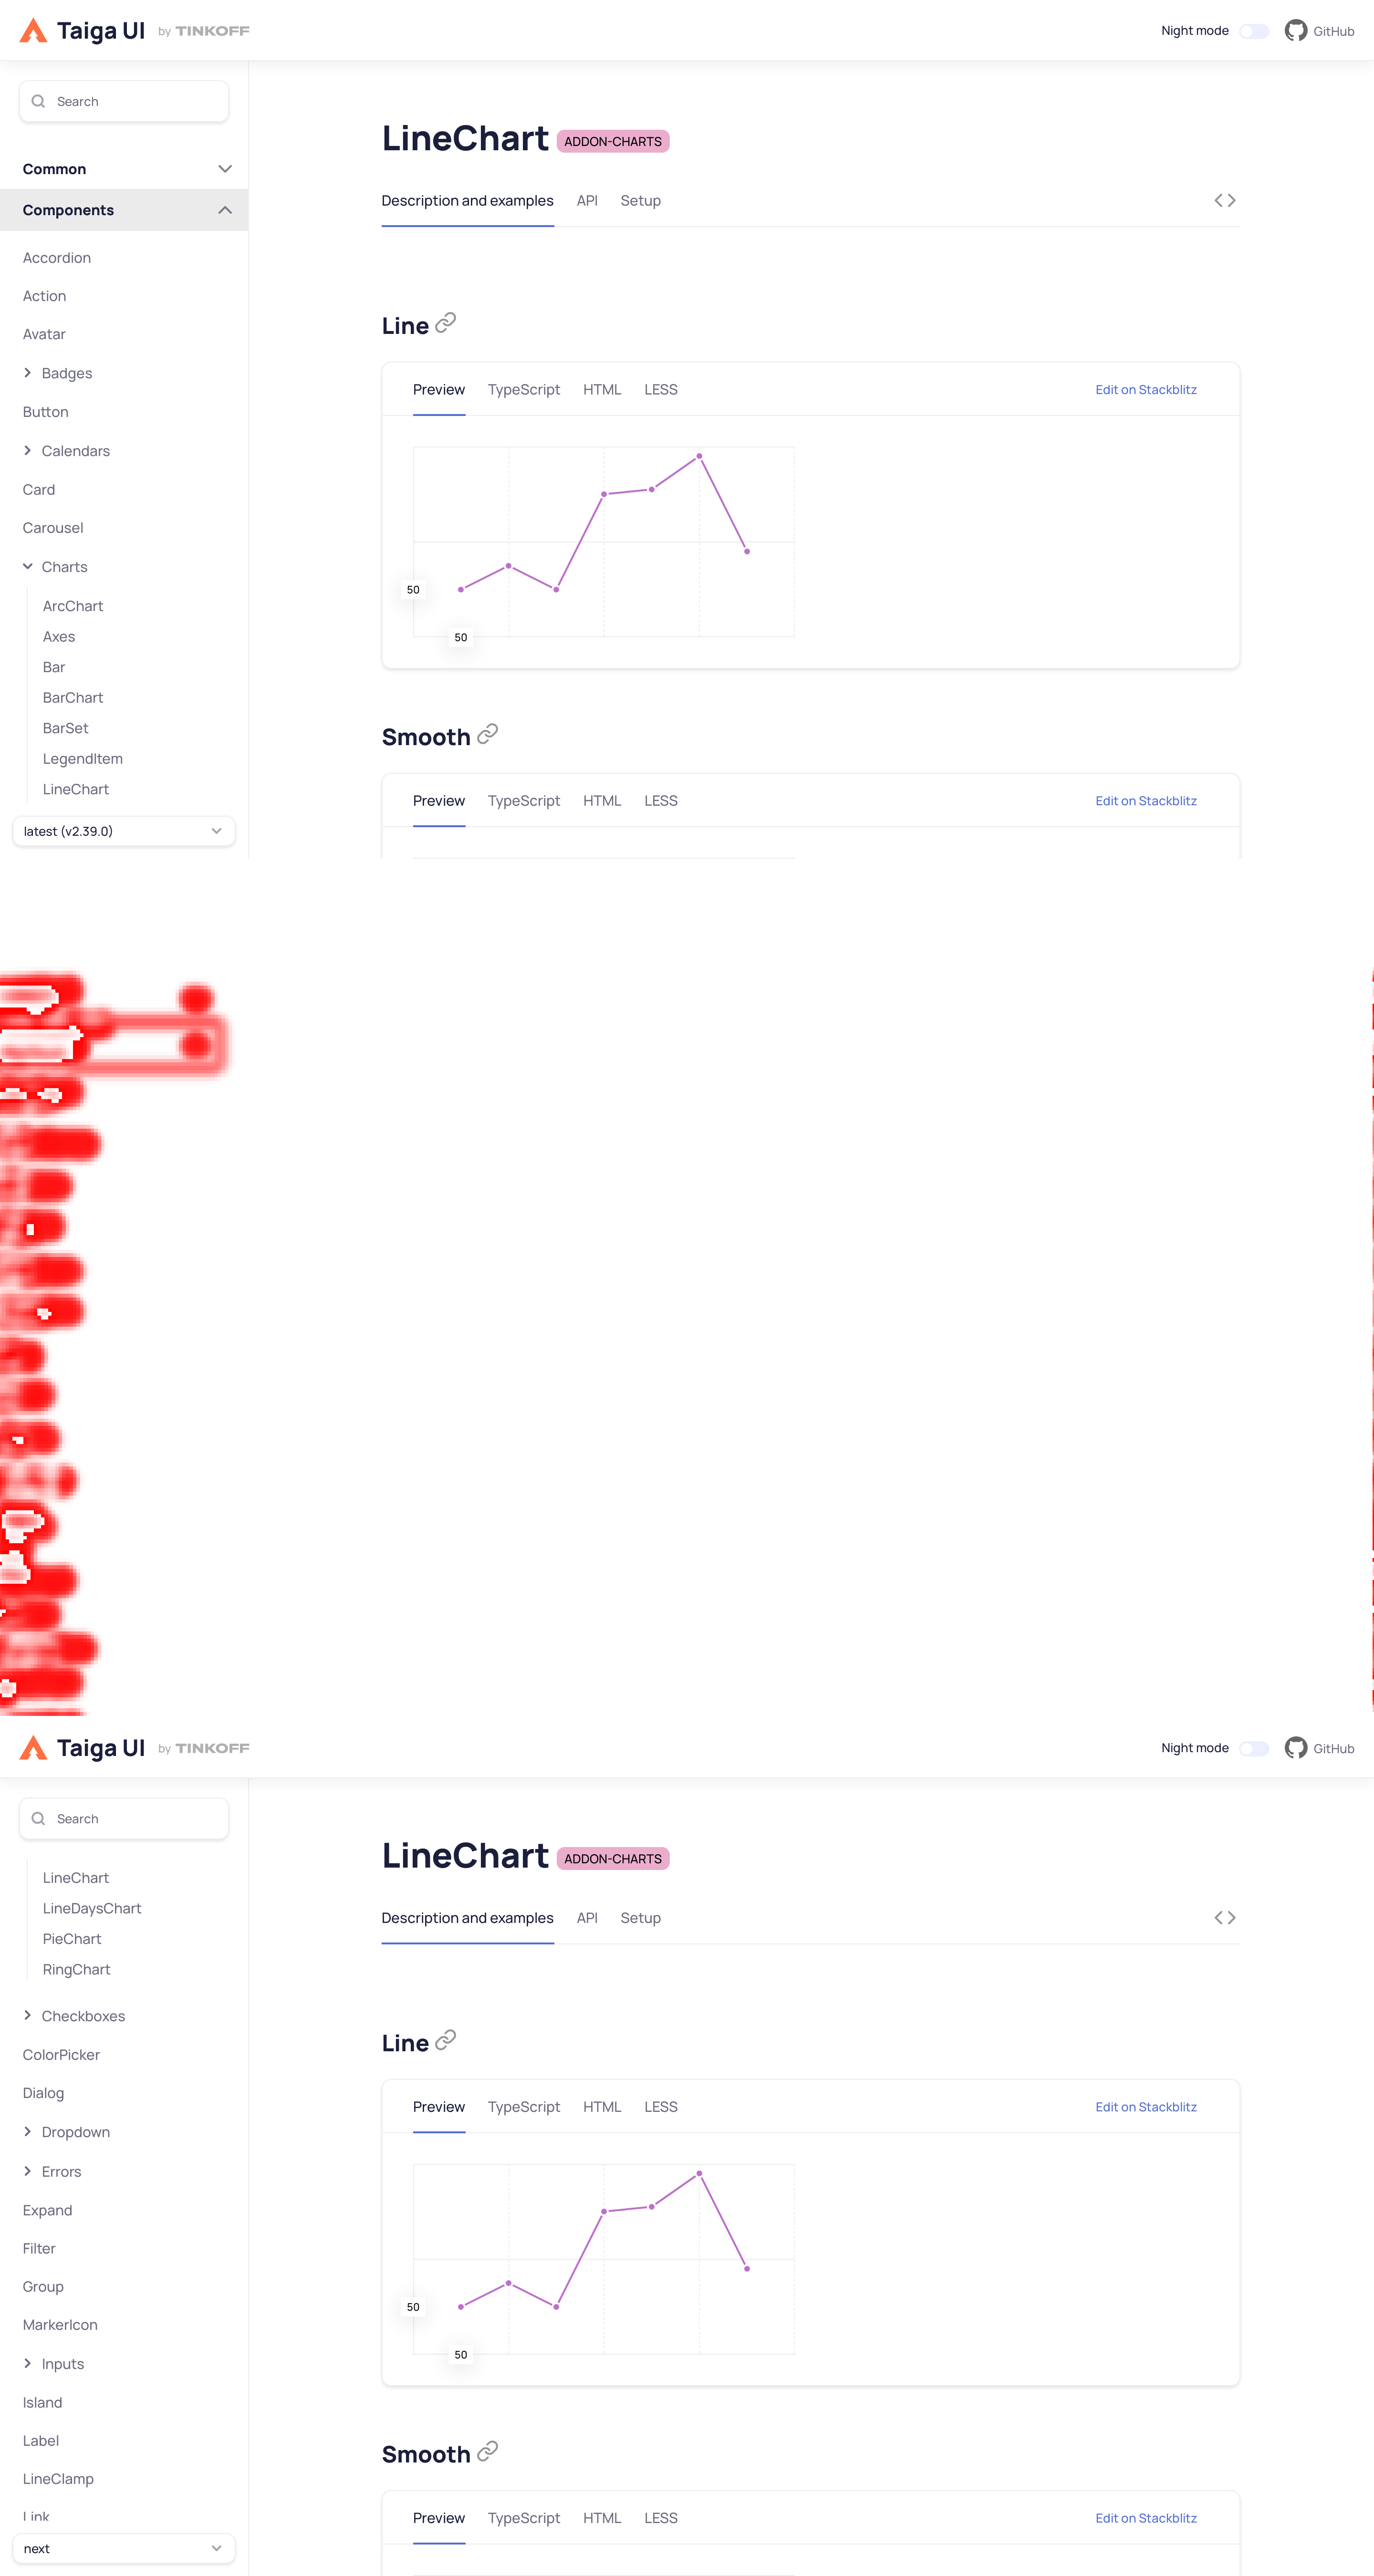 Taiga UI by TINKOFF
Night mode GitHub
Search
Common
Components
Accordion
Action
Avatar
Badges
Button
Calendars
Card
Carousel
Charts
ArcChart
Axes
Bar
BarChart
BarSet
LegendItem
LineChart
latest (v2.39.0)
LineChart ADDON-CHARTS
Description and examples API Setup
Line
Preview TypeScript HTML LESS Edit on Stackblitz
50
50
Smooth
Preview TypeScript HTML LESS Edit on Stackblitz
Taiga UI by TINKOFF
Night mode GitHub
Search
LineChart
LineDaysChart
PieChart
RingChart
Checkboxes
ColorPicker
Dialog
Dropdown
Errors
Expand
Filter
Group
MarkerIcon
Inputs
Island
Label
LineClamp
Link
next
LineChart ADDON-CHARTS
Description and examples API Setup
Line
Preview TypeScript HTML LESS Edit on Stackblitz
50
50
Smooth
Preview TypeScript HTML LESS Edit on Stackblitz